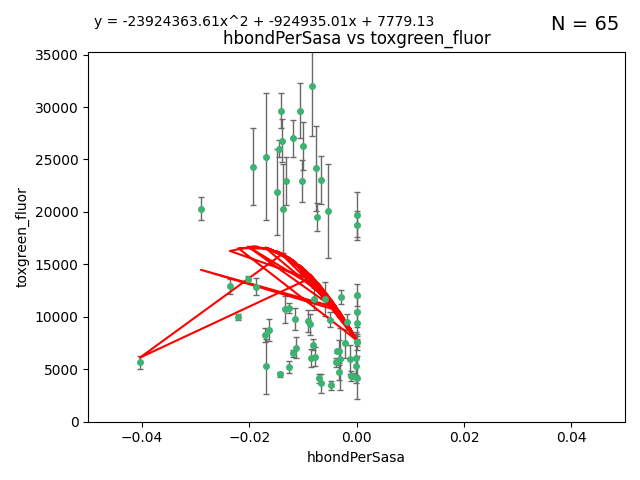 y = -23924363.61x^2 + -924935.01x + 7779.13
N = 65
hbondPerSasa vs toxgreen_fluor
35000
30000
25000
20000
15000
10000
5000
0
toxgreen_fluor
−0.04
−0.02
0.00
0.02
0.04
hbondPerSasa